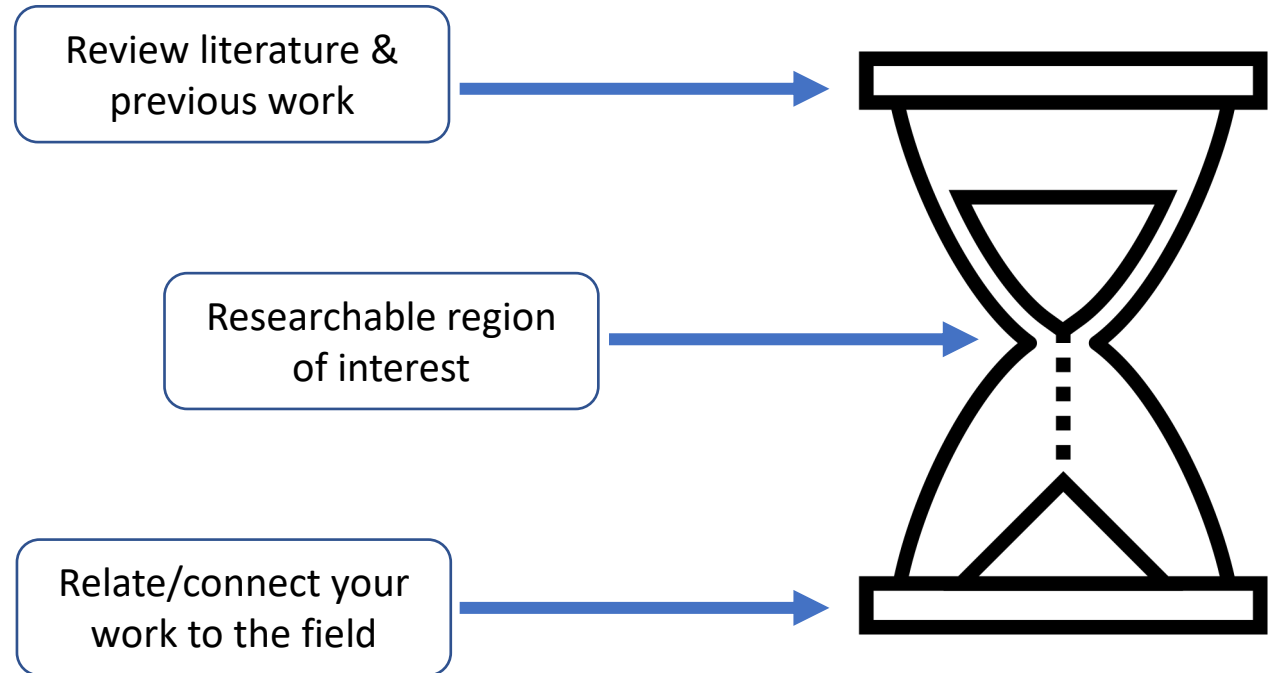 Review literature &
previous work
Researchable region
of interest
Relate/connect your
work to the field